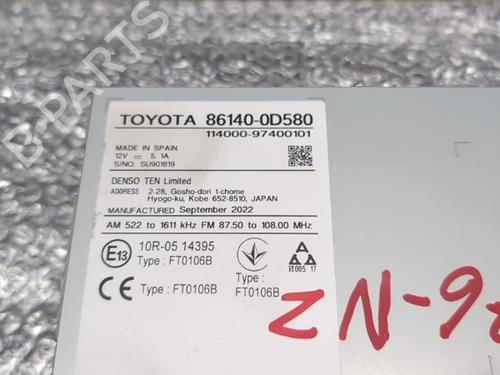 TOYOTA 86140-0D580
114000-97400101
MADE IN SPAIN
12V ⎓ 5.1A
S/NO. SU901819
DENSO TEN Limited
ADDRESS 2-28, Gosho-dori 1-chome
Hyogo-ku, Kobe 652-8510, JAPAN
MANUFACTURED September 2022
AM 522 to 1611 kHz FM 87.50 to 108.00 MHz
E13 10R-05 14395
Type : FT0106B
Type : FT0106B
И005 17
CE Type : FT0106B
ZN-9